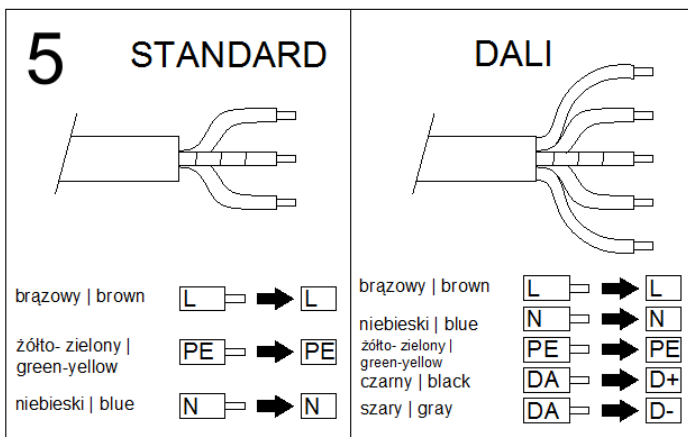 5 STANDARD
brązowy | brown L L
żółto- zielony |
green-yellow PE PE
niebieski | blue N N
DALI
brązowy | brown L L
niebieski | blue N N
żółto- zielony |
green-yellow PE PE
czarny | black DA D+
szary | gray DA D-